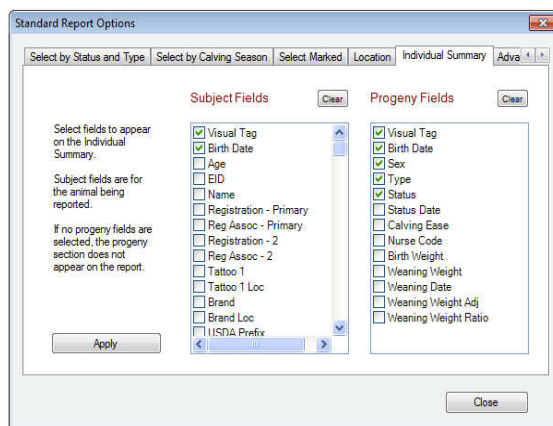 Standard Report Options
Select by Status and Type
Select by Calving Season
Select Marked
Location
Individual Summary
Adva
Subject Fields
Clear
Progeny Fields
Clear
Select fields to appear
on the Individual
Summary.
Subject fields are for
the animal being
reported.
If no progeny fields are
selected, the progeny
section does not
appear on the report.
Apply
Visual Tag
Birth Date
Age
EID
Name
Registration - Primary
Reg Assoc - Primary
Registration - 2
Reg Assoc - 2
Tattoo 1
Tattoo 1 Loc
Brand
Brand Loc
USDA Prefix
Visual Tag
Birth Date
Sex
Type
Status
Status Date
Calving Ease
Nurse Code
Birth Weight
Weaning Weight
Weaning Date
Weaning Weight Adj
Weaning Weight Ratio
Close